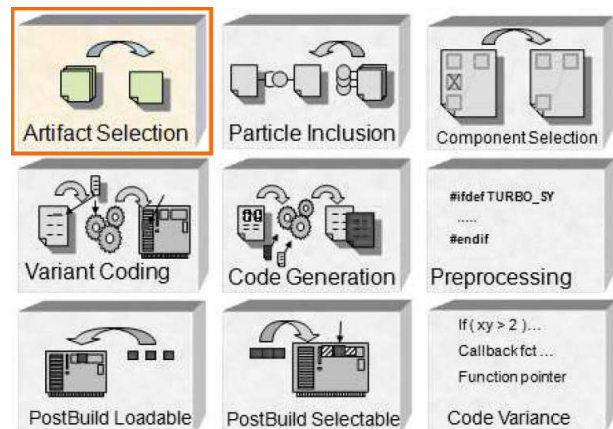 Artifact Selection
Particle Inclusion
Component Selection
Variant Coding
Code Generation
#ifdef TURBO_SY
.....
#endif
Preprocessing
PostBuild Loadable
PostBuild Selectable
If ( xy > 2 )...
Callback fct ...
Function pointer
Code Variance